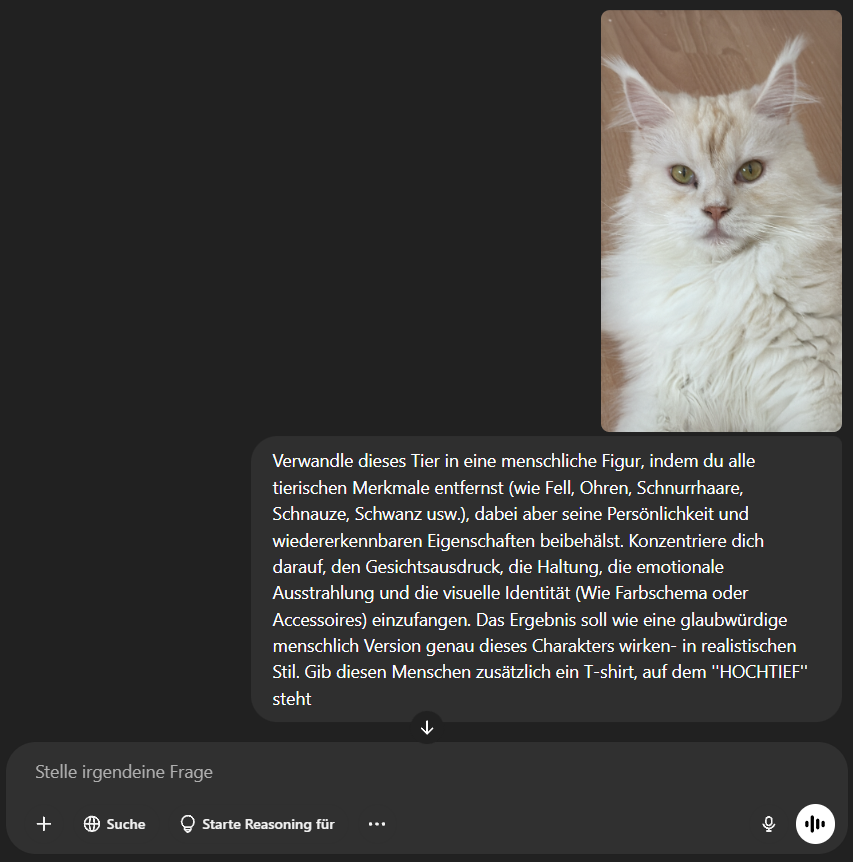 Verwandle dieses Tier in eine menschliche Figur, indem du alle
tierischen Merkmale entfernst (wie Fell, Ohren, Schnurrhaare,
Schnauze, Schwanz usw.), dabei aber seine Persönlichkeit und
wiedererkennbaren Eigenschaften beibehälst. Konzentriere dich
darauf, den Gesichtsausdruck, die Haltung, die emotionale
Ausstrahlung und die visuelle Identität (Wie Farbschema oder
Accessoires) einzufangen. Das Ergebnis soll wie eine glaubwürdige
menschlich Version genau dieses Charakters wirken- in realistischen
Stil. Gib diesen Menschen zusätzlich ein T-shirt, auf dem "HOCHTIEF"
steht
Stelle irgendeine Frage
Suche
Starte Reasoning für